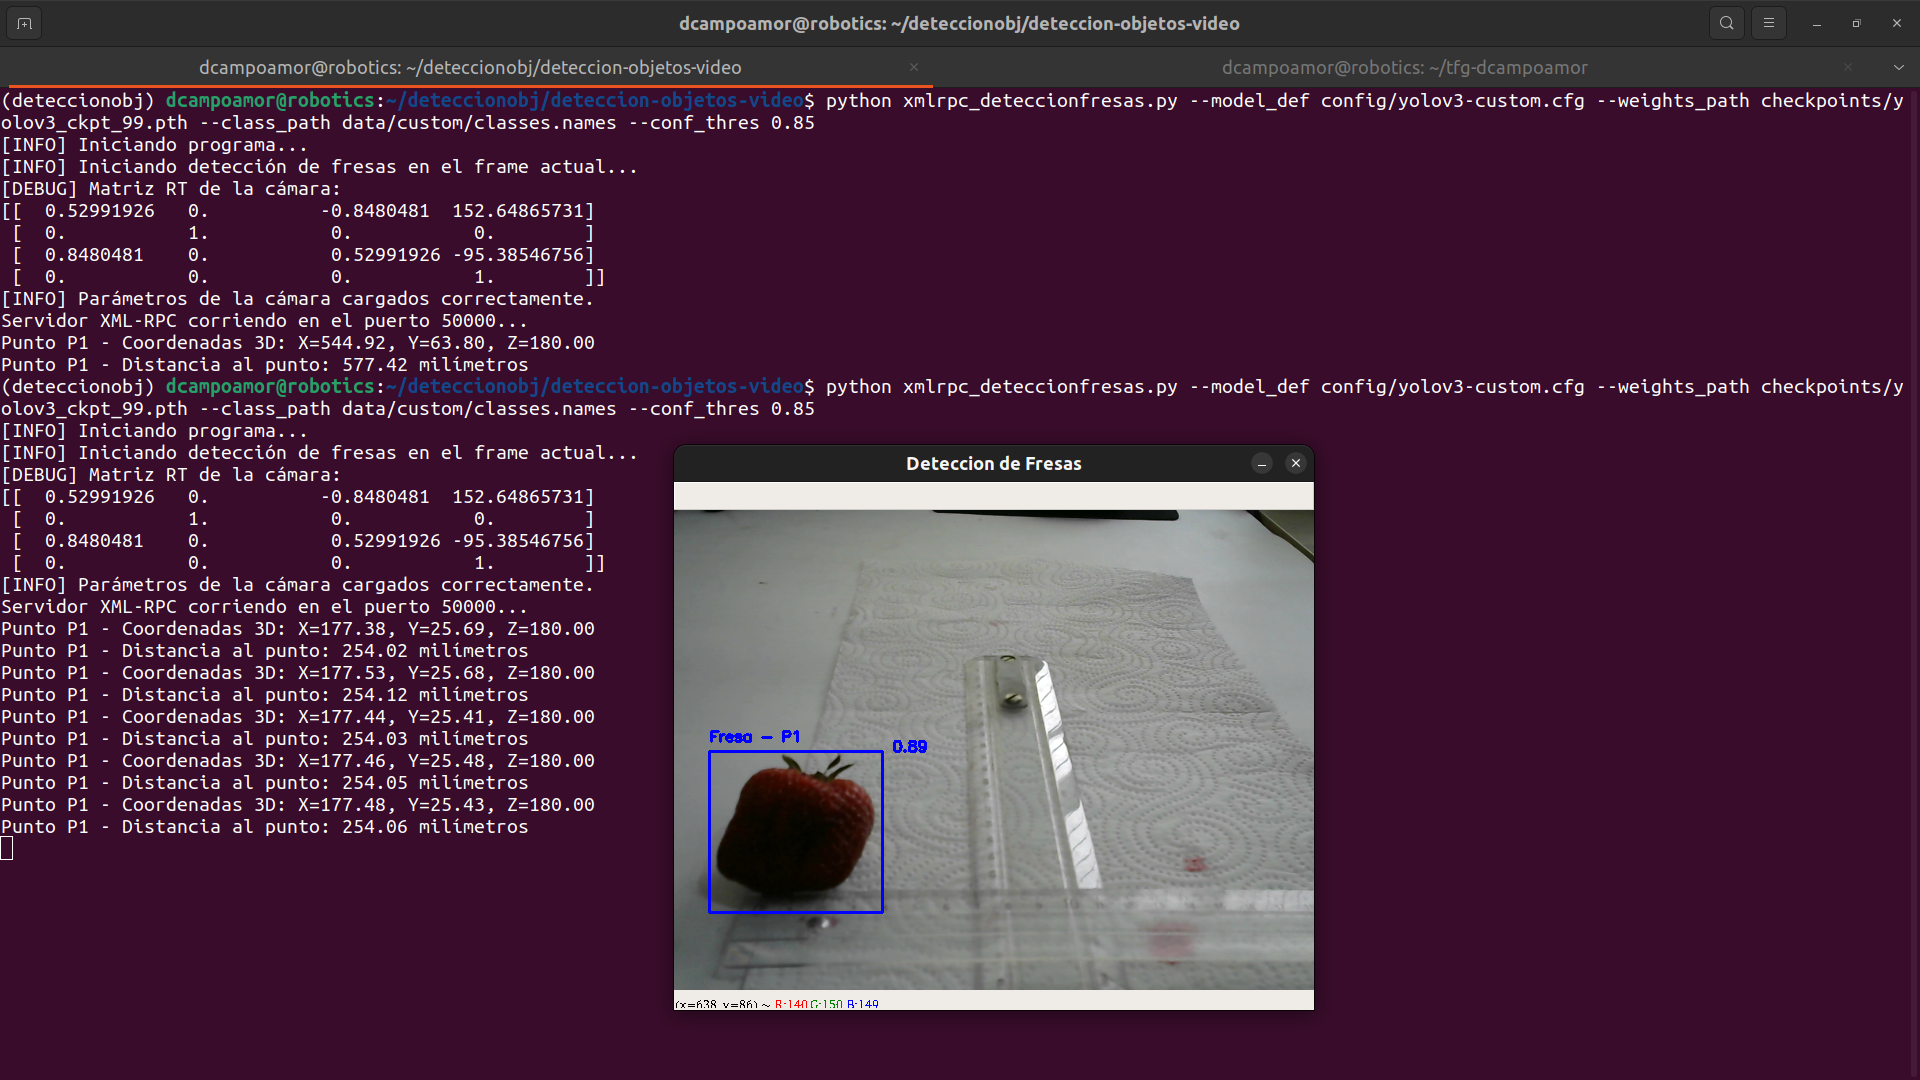 dcampoamor@robotics: ~/deteccionobj/deteccion-objetos-video
dcampoamor@robotics: ~/deteccionobj/deteccion-objetos-video
dcampoamor@robotics: ~/tfg-dcampoamor
(deteccionobj) dcampoamor@robotics:~/deteccionobj/deteccion-objetos-video$ python xmlrpc_deteccionfresas.py --model_def config/yolov3-custom.cfg --weights_path checkpoints/y
olov3_ckpt_99.pth --class_path data/custom/classes.names --conf_thres 0.85
[INFO] Iniciando programa...
[INFO] Iniciando detección de fresas en el frame actual...
[DEBUG] Matriz RT de la cámara:
[[  0.52991926   0.          -0.8480481  152.64865731]
 [  0.           1.           0.           0.        ]
 [  0.8480481    0.           0.52991926 -95.38546756]
 [  0.           0.           0.           1.        ]]
[INFO] Parámetros de la cámara cargados correctamente.
Servidor XML-RPC corriendo en el puerto 50000...
Punto P1 - Coordenadas 3D: X=544.92, Y=63.80, Z=180.00
Punto P1 - Distancia al punto: 577.42 milímetros
(deteccionobj) dcampoamor@robotics:~/deteccionobj/deteccion-objetos-video$ python xmlrpc_deteccionfresas.py --model_def config/yolov3-custom.cfg --weights_path checkpoints/y
olov3_ckpt_99.pth --class_path data/custom/classes.names --conf_thres 0.85
[INFO] Iniciando programa...
[INFO] Iniciando detección de fresas en el frame actual...
[DEBUG] Matriz RT de la cámara:
[[  0.52991926   0.          -0.8480481  152.64865731]
 [  0.           1.           0.           0.        ]
 [  0.8480481    0.           0.52991926 -95.38546756]
 [  0.           0.           0.           1.        ]]
[INFO] Parámetros de la cámara cargados correctamente.
Servidor XML-RPC corriendo en el puerto 50000...
Punto P1 - Coordenadas 3D: X=177.38, Y=25.69, Z=180.00
Punto P1 - Distancia al punto: 254.02 milímetros
Punto P1 - Coordenadas 3D: X=177.53, Y=25.68, Z=180.00
Punto P1 - Distancia al punto: 254.12 milímetros
Punto P1 - Coordenadas 3D: X=177.44, Y=25.41, Z=180.00
Punto P1 - Distancia al punto: 254.03 milímetros
Punto P1 - Coordenadas 3D: X=177.46, Y=25.48, Z=180.00
Punto P1 - Distancia al punto: 254.05 milímetros
Punto P1 - Coordenadas 3D: X=177.48, Y=25.43, Z=180.00
Punto P1 - Distancia al punto: 254.06 milímetros
Deteccion de Fresas
Fresa - P1
0.89
(x=638, y=86) ~ R:140 G:150 B:149